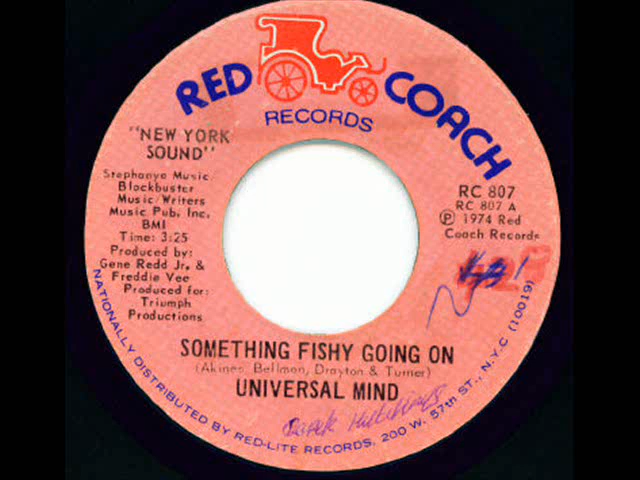 RED COACH
RECORDS
"NEW YORK
SOUND"
Stephanye Music/
Blockbuster
Music/Writers
Music Pub. Inc.
BMI
Time: 3:25
Produced by:
Gene Redd Jr. &
Freddie Vee
Produced for:
Triumph
Productions
RC 807
RC 807 A
℗ 1974 Red
Coach Records
SOMETHING FISHY GOING ON
(Akines, Bellmon, Drayton & Turner)
UNIVERSAL MIND
NATIONALLY DISTRIBUTED BY RED-LITE RECORDS, 200 W. 57th ST., N.Y.C (10019)